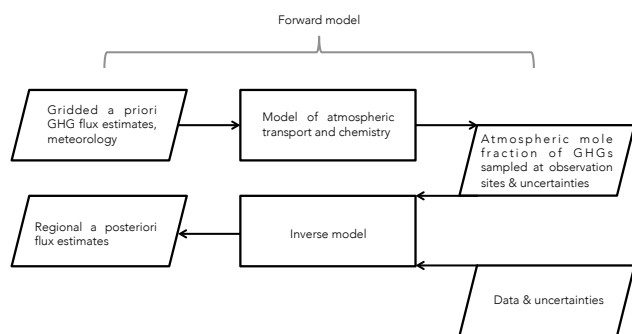 Forward model
Gridded a priori
GHG flux estimates,
meteorology
Model of atmospheric
transport and chemistry
Atmospheric mole
fraction of GHGs
sampled at observation
sites & uncertainties
Regional a posteriori
flux estimates
Inverse model
Data & uncertainties